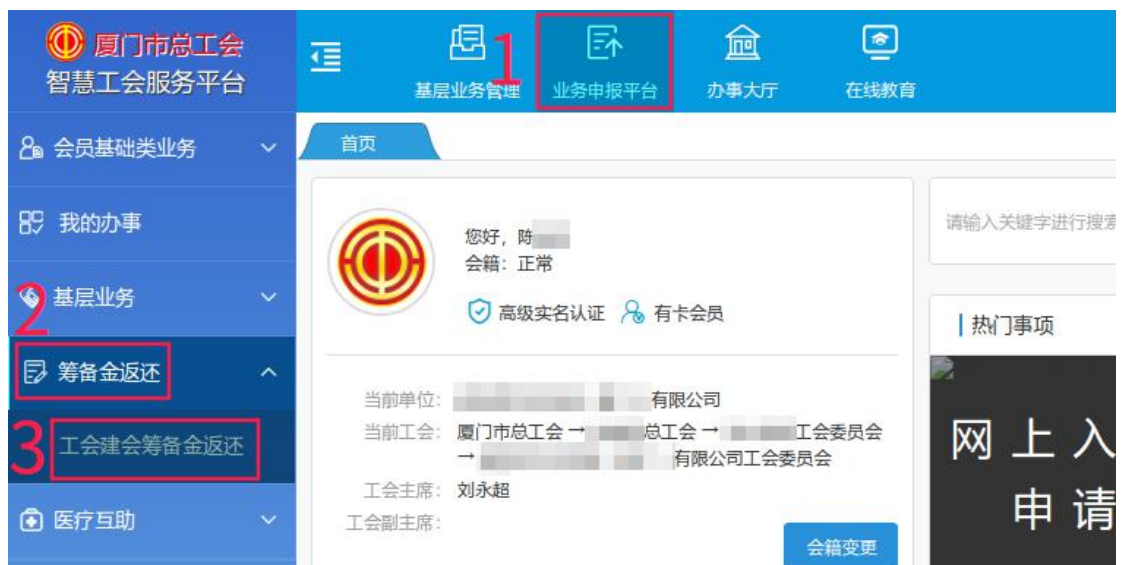 厦门市总工会
智慧工会服务平台
1
基层业务管理
业务申报平台
办事大厅
在线教育
会员基础类业务
我的办事
2
基层业务
筹备金返还
3
工会建会筹备金返还
医疗互助
首页
您好，陈
会籍：正常
高级实名认证 有卡会员
当前单位： 有限公司
当前工会： 厦门市总工会→ 总工会→ 工会委员会
→ 有限公司工会委员会
工会主席： 刘永超
工会副主席：
会籍变更
请输入关键字进行搜索
热门事项
网上入
申请